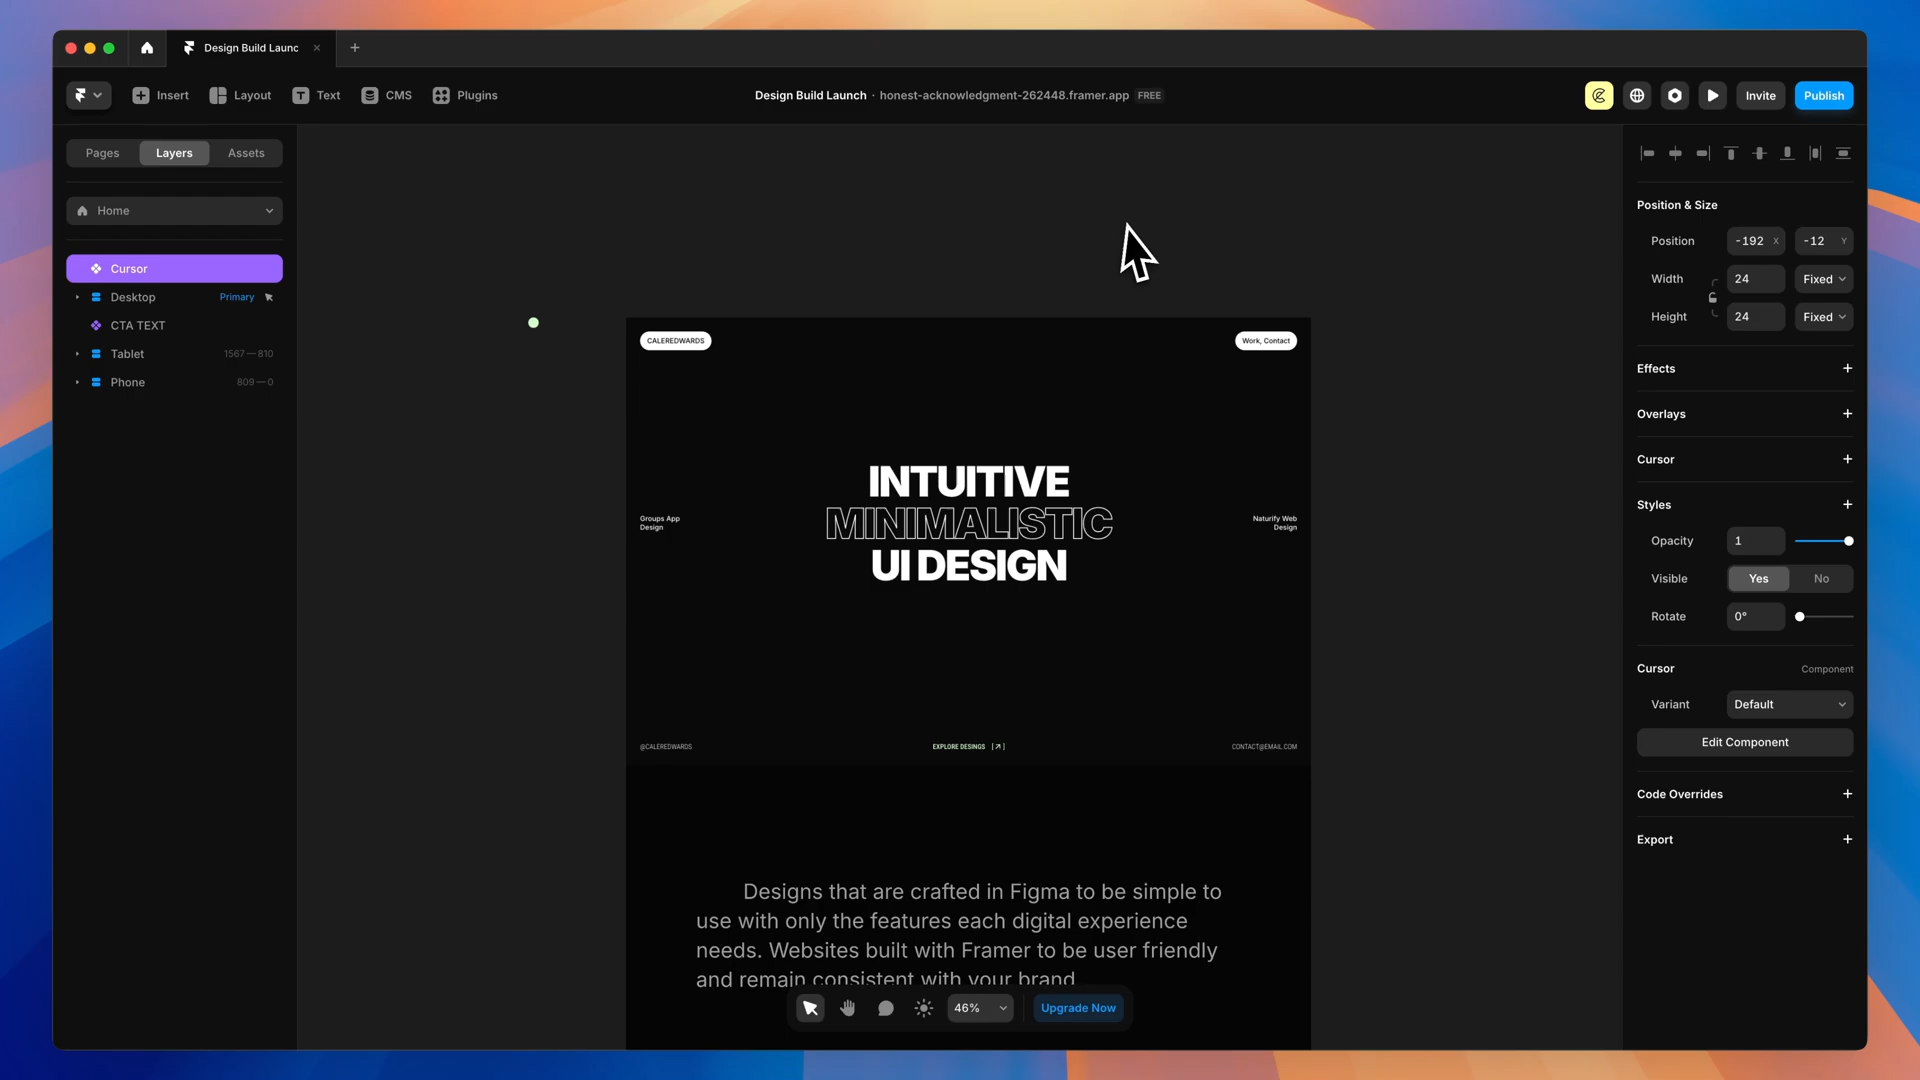 Design Build Launc
Insert
Layout
Text
CMS
Plugins
Design Build Launch · honest-acknowledgment-262448.framer.app FREE
Invite
Publish
Pages
Layers
Assets
Home
Cursor
Desktop
Primary
CTA TEXT
Tablet
1567—810
Phone
809—0
CALEREDWARDS
Work, Contact
INTUITIVE
MINIMALISTIC
UI DESIGN
Groups App
Design
Naturify Web
Design
@CALEREDWARDS
EXPLORE DESINGS [↗]
CONTACT@EMAIL.COM
Designs that are crafted in Figma to be simple to
use with only the features each digital experience
needs. Websites built with Framer to be user friendly
and remain consistent with your brand
46%
Upgrade Now
Position & Size
Position
-192 X
-12 Y
Width
24
Fixed
Height
24
Fixed
Effects
Overlays
Cursor
Styles
Opacity
1
Visible
Yes
No
Rotate
0°
Cursor
Component
Variant
Default
Edit Component
Code Overrides
Export